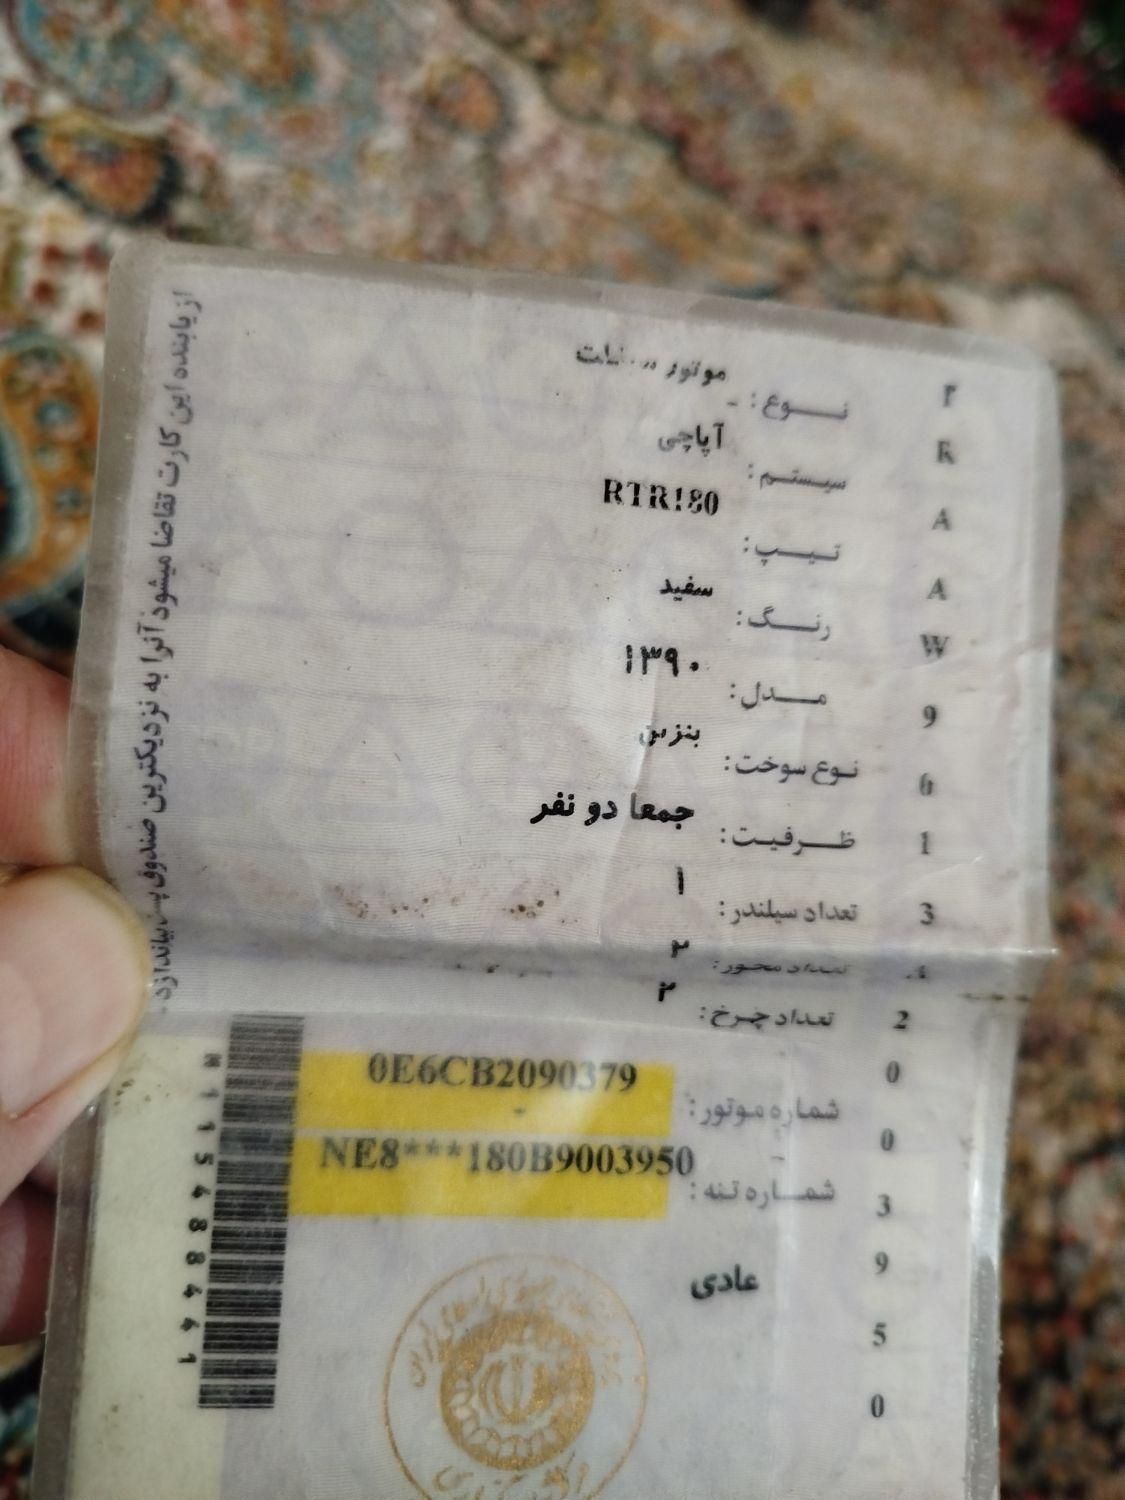 نوع: - موتور سیکلت
سیستم: آپاچی
تیپ: RTR180
رنگ: سفید
مدل: ۱۳۹۰
نوع سوخت: بنزین
ظرفیت: جمعا دو نفر
تعداد سیلندر: ۱
تعداد محور: ۲
تعداد چرخ: ۲
شماره موتور: 0E6CB2090379
-
شماره تنه: NE8***180B9003950
-
عادی
از یابنده این کارت تقاضا میشود آنرا به نزدیکترین صندوق پست بیاندازد.
N
R
A
A
W
9
6
1
3
A
2
0
0
3
9
5
0